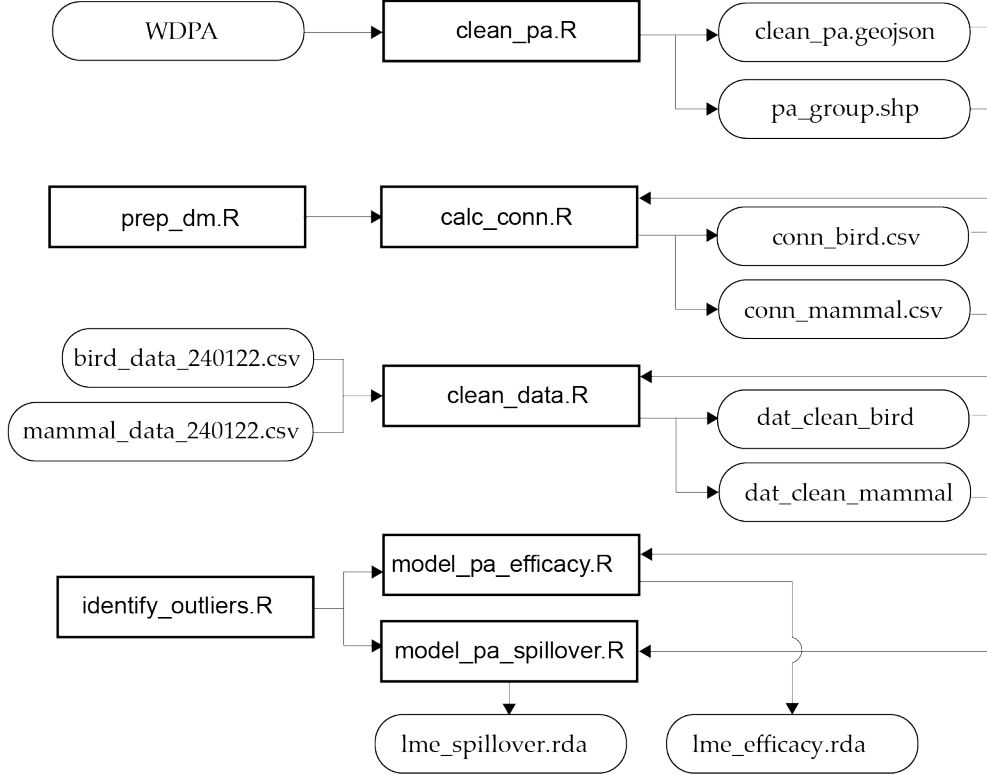 WDPA
clean_pa.R
clean_pa.geojson
pa_group.shp
prep_dm.R
calc_conn.R
conn_bird.csv
conn_mammal.csv
bird_data_240122.csv
mammal_data_240122.csv
clean_data.R
dat_clean_bird
dat_clean_mammal
identify_outliers.R
model_pa_efficacy.R
model_pa_spillover.R
lme_spillover.rda
lme_efficacy.rda